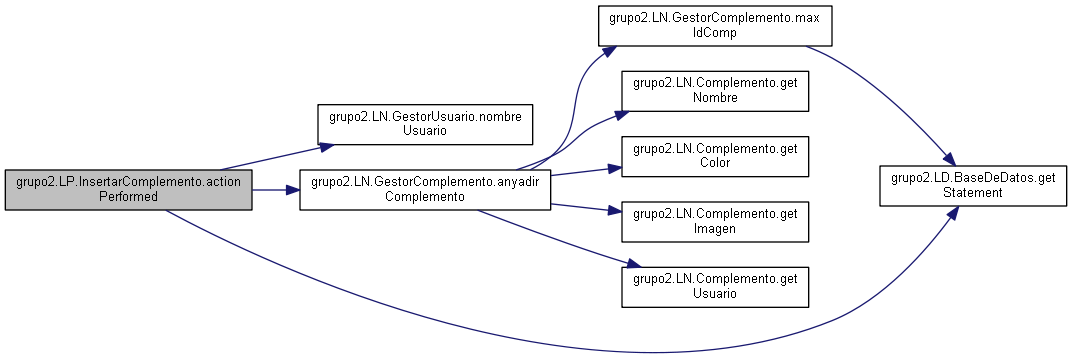 grupo2.LP.InsertarComplemento.action
Performed
grupo2.LN.GestorUsuario.nombre
Usuario
grupo2.LN.GestorComplemento.anyadir
Complemento
grupo2.LN.GestorComplemento.max
IdComp
grupo2.LN.Complemento.get
Nombre
grupo2.LN.Complemento.get
Color
grupo2.LN.Complemento.get
Imagen
grupo2.LN.Complemento.get
Usuario
grupo2.LD.BaseDeDatos.get
Statement